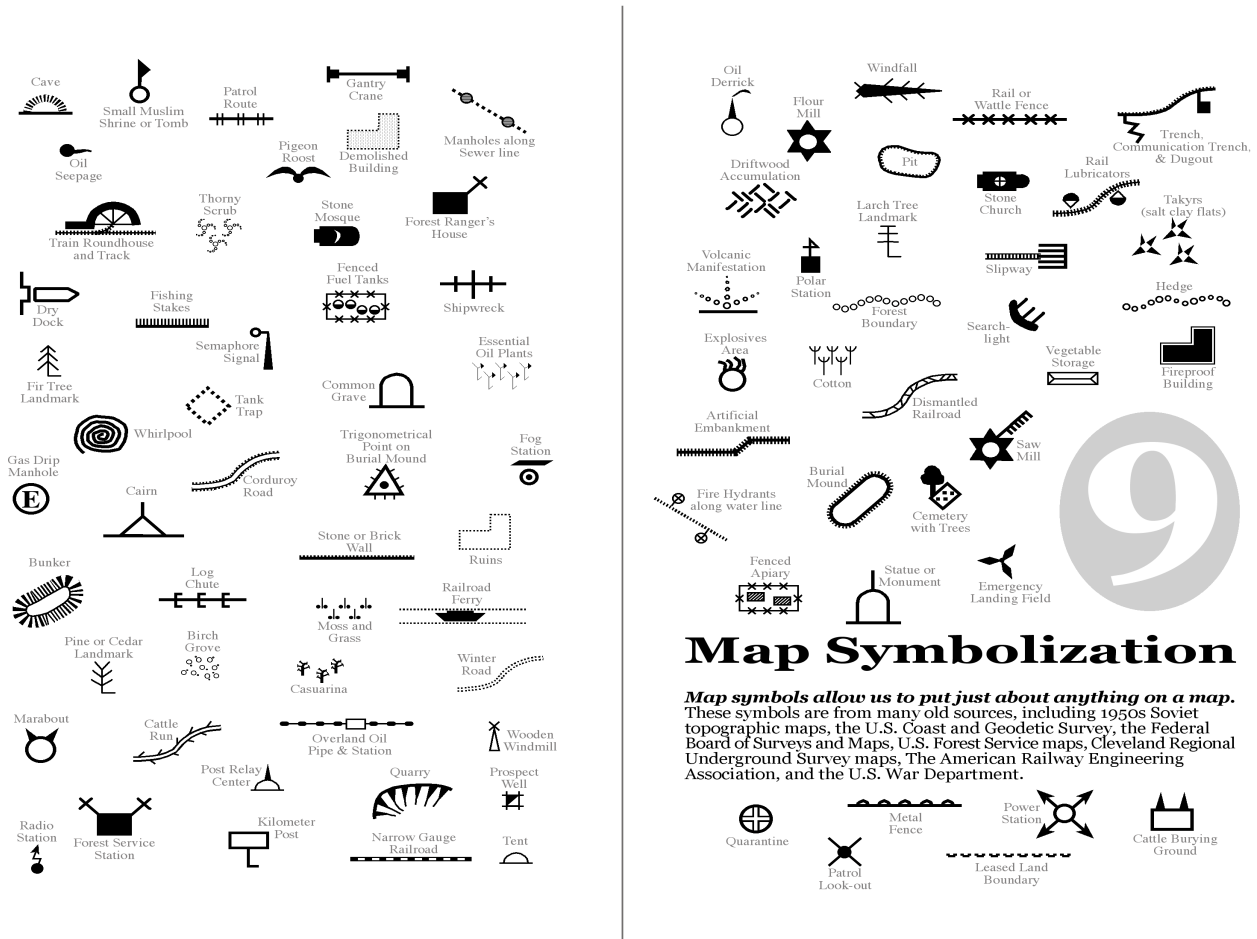 Cave
Small Muslim
Shrine or Tomb
Patrol
Route
Gantry
Crane
Manholes along
Sewer line
Oil
Seepage
Pigeon
Roost
Demolished
Building
Train Roundhouse
and Track
Thorny
Scrub
Stone
Mosque
Forest Ranger's
House
Dry
Dock
Fishing
Stakes
Fenced
Fuel Tanks
Shipwreck
Semaphore
Signal
Fir Tree
Landmark
Tank
Trap
Common
Grave
Essential
Oil Plants
Whirlpool
Trigonometrical
Point on
Burial Mound
Fog
Station
Gas Drip
Manhole
E
Corduroy
Road
Cairn
Stone or Brick
Wall
Ruins
Bunker
Log
Chute
Moss and
Grass
Railroad
Ferry
Pine or Cedar
Landmark
Birch
Grove
Casuarina
Winter
Road
Marabout
Cattle
Run
Overland Oil
Pipe & Station
Wooden
Windmill
Post Relay
Center
Quarry
Prospect
Well
Radio
Station
Forest Service
Station
Kilometer
Post
Narrow Gauge
Railroad
Tent
Oil
Derrick
Windfall
Flour
Mill
Rail or
Wattle Fence
Trench,
Communication Trench,
& Dugout
Driftwood
Accumulation
Pit
Stone
Church
Rail
Lubricators
Larch Tree
Landmark
Takyrs
(salt clay flats)
Volcanic
Manifestation
Polar
Station
Slipway
Forest
Boundary
Search-
light
Hedge
Explosives
Area
Cotton
Vegetable
Storage
Fireproof
Building
Dismantled
Railroad
Artificial
Embankment
Saw
Mill
Fire Hydrants
along water line
Burial
Mound
Cemetery
with Trees
9
Fenced
Apiary
Statue or
Monument
Emergency
Landing Field
Map Symbolization
Map symbols allow us to put just about anything on a map.
These symbols are from many old sources, including 1950s Soviet
topographic maps, the U.S. Coast and Geodetic Survey, the Federal
Board of Surveys and Maps, U.S. Forest Service maps, Cleveland Regional
Underground Survey maps, The American Railway Engineering
Association, and the U.S. War Department.
Quarantine
Metal
Fence
Power
Station
Cattle Burying
Ground
Patrol
Look-out
Leased Land
Boundary